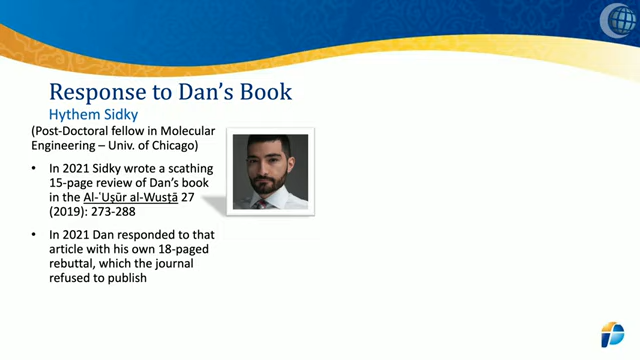 Response to Dan's Book
Hythem Sidky
(Post-Doctoral fellow in Molecular
Engineering – Univ. of Chicago)
• In 2021 Sidky wrote a scathing
15-page review of Dan's book
in the Al-ʿUṣūr al-Wusṭā 27
(2019): 273-288
• In 2021 Dan responded to that
article with his own 18-paged
rebuttal, which the journal
refused to publish